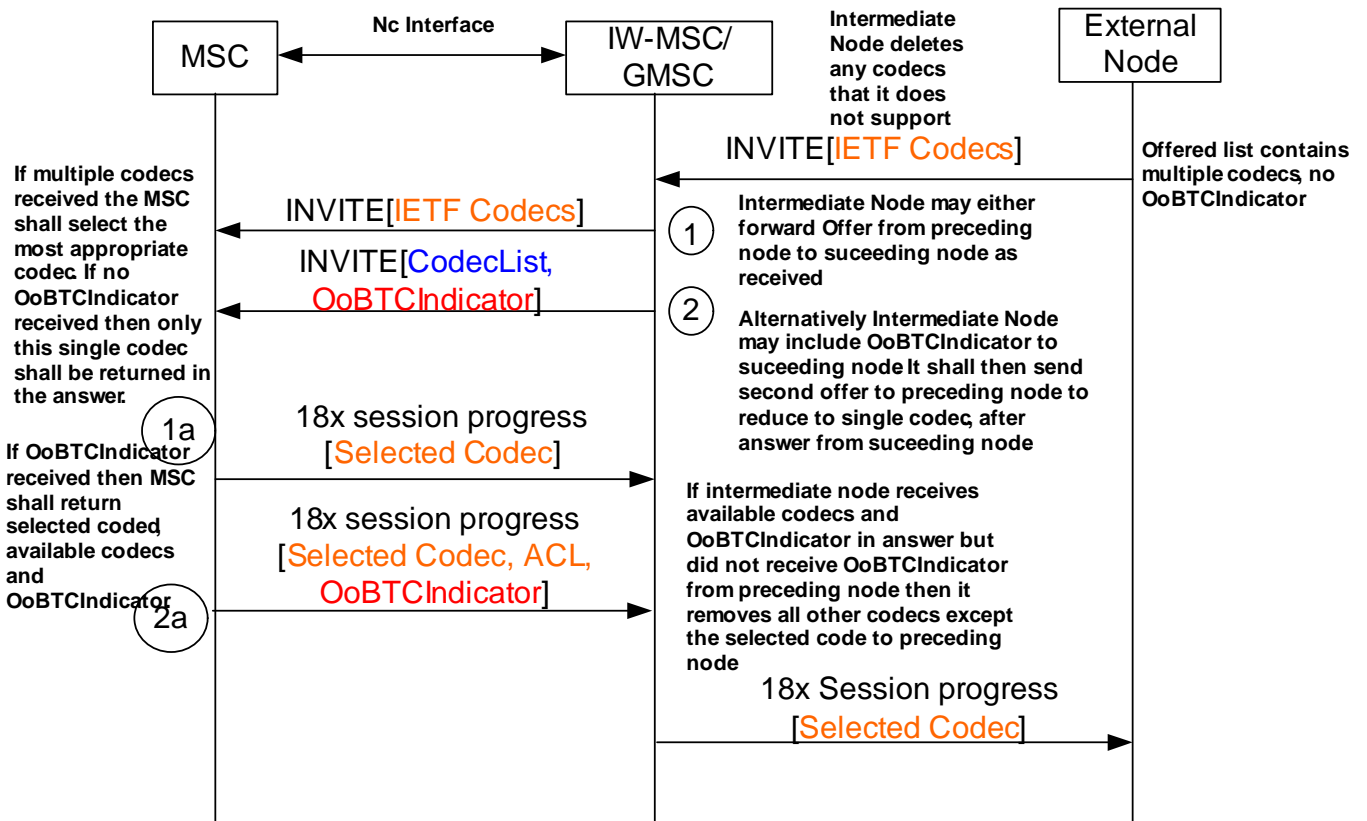 Nc Interface
MSC
IW-MSC/
GMSC
Intermediate
Node deletes
any codecs
that it does
not support
External
Node
INVITE[IETF Codecs]
Offered list contains
multiple codecs, no
OoBTCIndicator
If multiple codecs
received the MSC
shall select the
most appropriate
codec. If no
OoBTCIndicator
received then only
this single codec
shall be returned in
the answer.
INVITE[IETF Codecs]
1
Intermediate Node may either
forward Offer from preceding
node to suceeding node as
received
INVITE[CodecList,
OoBTCIndicator]
2
Alternatively Intermediate Node
may include OoBTCIndicator to
suceeding node It shall then send
second offer to preceding node to
reduce to single codec, after
answer from suceeding node
1a
18x session progress
[Selected Codec]
If OoBTCIndicator
received then MSC
shall return
selected coded,
available codecs
and
OoBTCIndicator
2a
18x session progress
[Selected Codec, ACL,
OoBTCIndicator]
If intermediate node receives
available codecs and
OoBTCIndicator in answer but
did not receive OoBTCIndicator
from preceding node then it
removes all other codecs except
the selected code to preceding
node
18x Session progress
[Selected Codec]